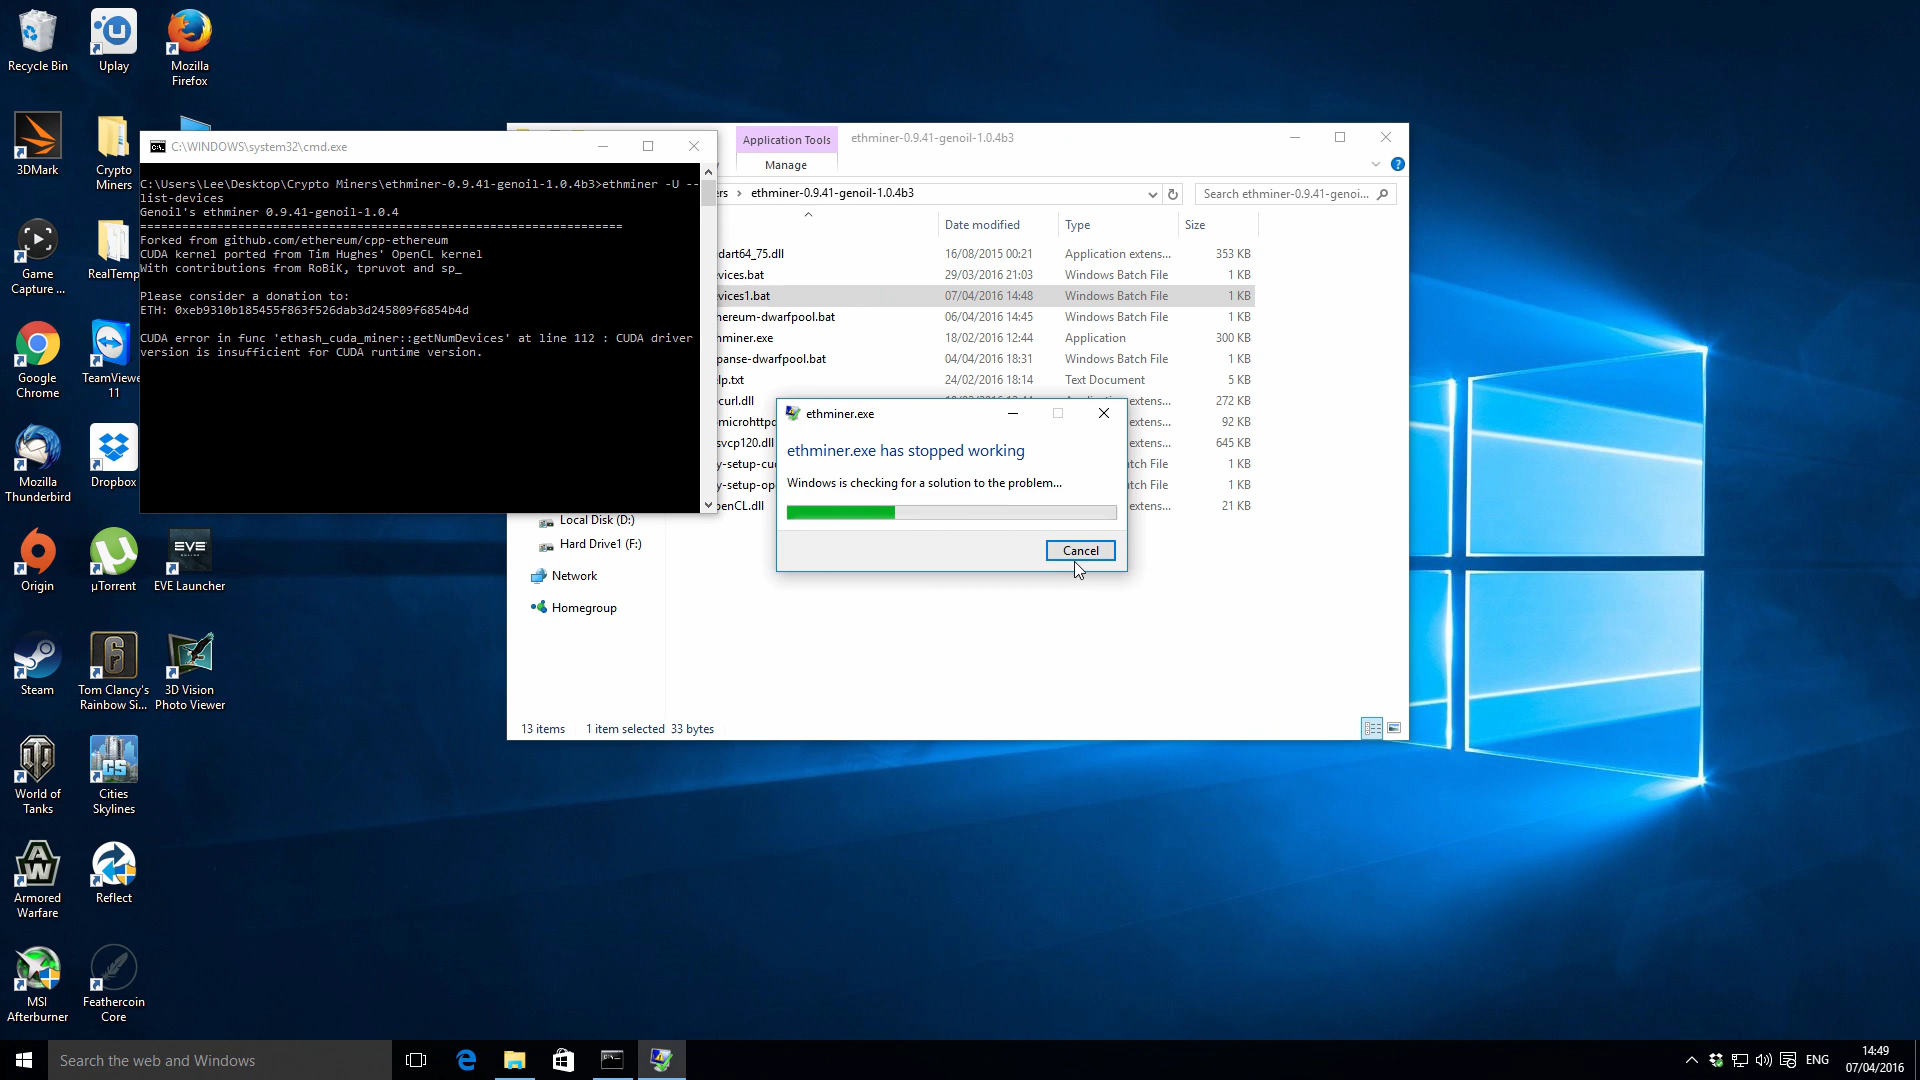 Recycle Bin
Uplay
Mozilla
Firefox
3DMark
Crypto
Miners
Game
Capture ...
RealTemp
Google
Chrome
TeamViewe
11
Mozilla
Thunderbird
Dropbox
Origin
µTorrent
EVE
EVE Launcher
Steam
Tom Clancy's
Rainbow Si...
3D Vision
Photo Viewer
World of
Tanks
CS
Cities
Skylines
AW
Armored
Warfare
Reflect
MSI
Afterburner
Feathercoin
Core
C:\WINDOWS\system32\cmd.exe
C:\Users\Lee\Desktop\Crypto Miners\ethminer-0.9.41-genoil-1.0.4b3>ethminer -U --
list-devices
Genoil's ethminer 0.9.41-genoil-1.0.4
=====================================================================
Forked from github.com/ethereum/cpp-ethereum
CUDA kernel ported from Tim Hughes' OpenCL kernel
With contributions from RoBiK, tpruvot and sp_
Please consider a donation to:
ETH: 0xeb9310b185455f863f526dab3d245809f6854b4d
CUDA error in func 'ethash_cuda_miner::getNumDevices' at line 112 : CUDA driver
version is insufficient for CUDA runtime version.
Application Tools
ethminer-0.9.41-genoil-1.0.4b3
Manage
ers > ethminer-0.9.41-genoil-1.0.4b3
Search ethminer-0.9.41-genoi...
Date modified Type Size
dart64_75.dll 16/08/2015 00:21 Application extens... 353 KB
vices.bat 29/03/2016 21:03 Windows Batch File 1 KB
vices1.bat 07/04/2016 14:48 Windows Batch File 1 KB
hereum-dwarfpool.bat 06/04/2016 14:45 Windows Batch File 1 KB
hminer.exe 18/02/2016 12:44 Application 300 KB
panse-dwarfpool.bat 04/04/2016 18:31 Windows Batch File 1 KB
elp.txt 24/02/2016 18:14 Text Document 5 KB
curl.dll extens... 272 KB
microhttpd extens... 92 KB
svcp120.dll extens... 645 KB
y-setup-cu atch File 1 KB
y-setup-op atch File 1 KB
penCL.dll extens... 21 KB
Local Disk (D:)
Hard Drive1 (F:)
Network
Homegroup
13 items 1 item selected 33 bytes
ethminer.exe
ethminer.exe has stopped working
Windows is checking for a solution to the problem...
Cancel
Search the web and Windows
ENG
14:49
07/04/2016